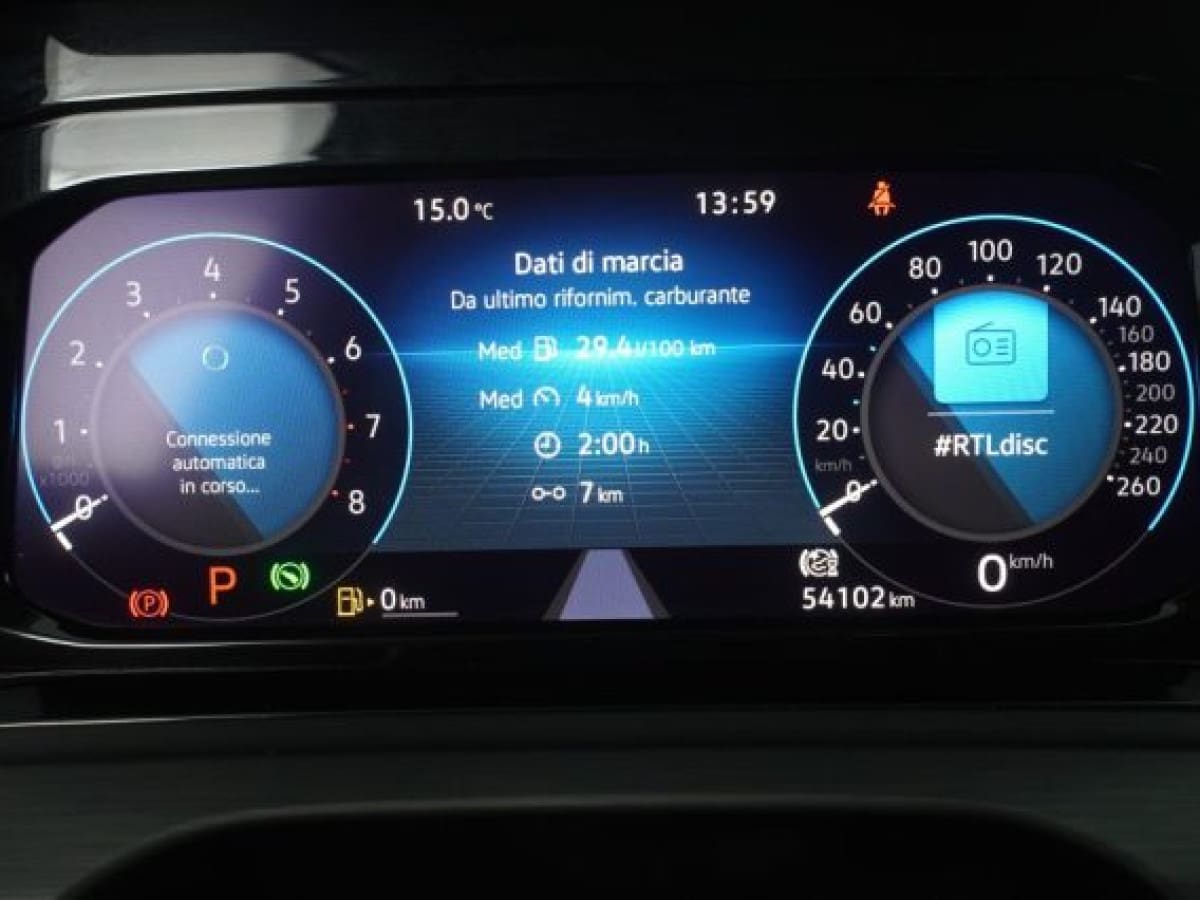 15.0 °C
13:59
Dati di marcia
Da ultimo rifornim. carburante
Med 29.4 l/100 km
Med 4 km/h
2:00 h
7 km
0
1
2
3
4
5
6
7
8
x1000
Connessione
automatica
in corso...
0
20
40
60
80
100
120
140
160
180
200
220
240
260
km/h
#RTLdisc
P
P
0 km
54102 km
0 km/h